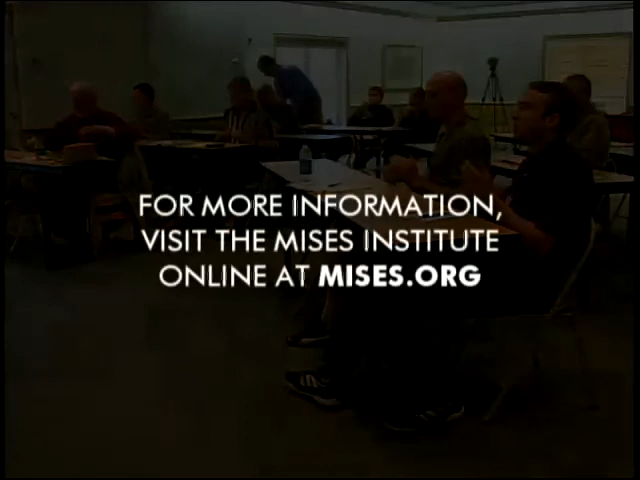 FOR MORE INFORMATION,
VISIT THE MISES INSTITUTE
ONLINE AT MISES.ORG